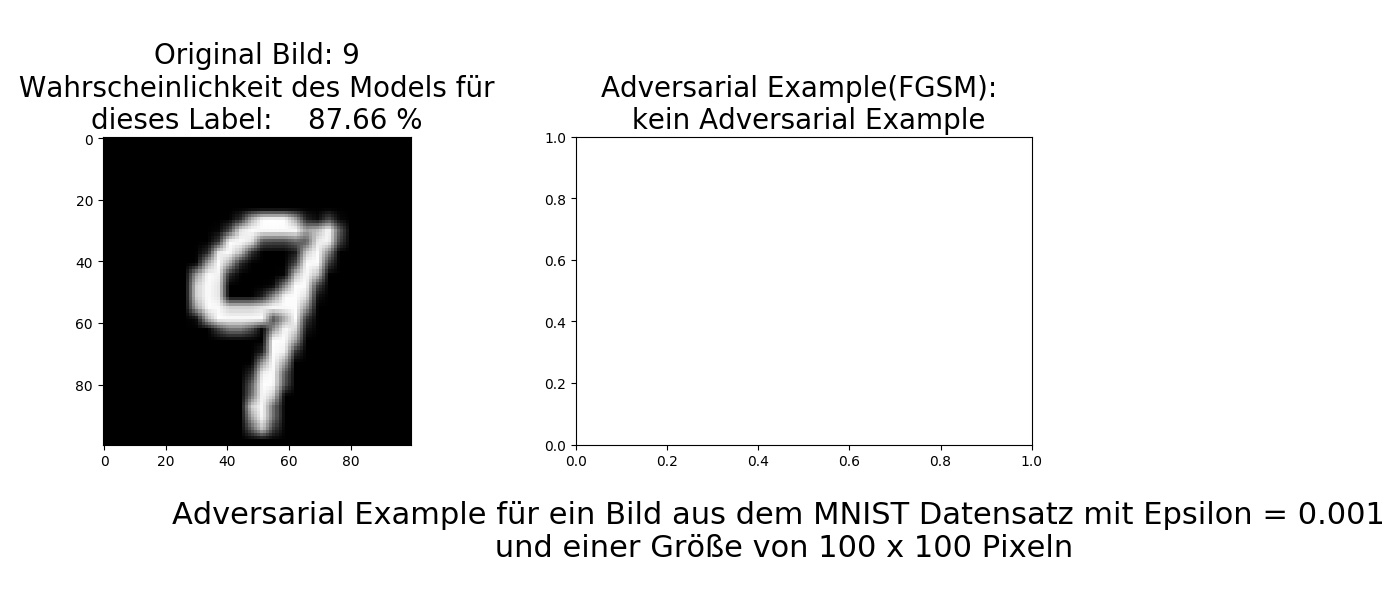 Original Bild: 9
Wahrscheinlichkeit des Models für
dieses Label: 87.66 %
Adversarial Example(FGSM):
kein Adversarial Example
0
20
40
60
80
0 20 40 60 80
9
1.0
0.8
0.6
0.4
0.2
0.0
0.0 0.2 0.4 0.6 0.8 1.0
Adversarial Example für ein Bild aus dem MNIST Datensatz mit Epsilon = 0.001
und einer Größe von 100 x 100 Pixeln